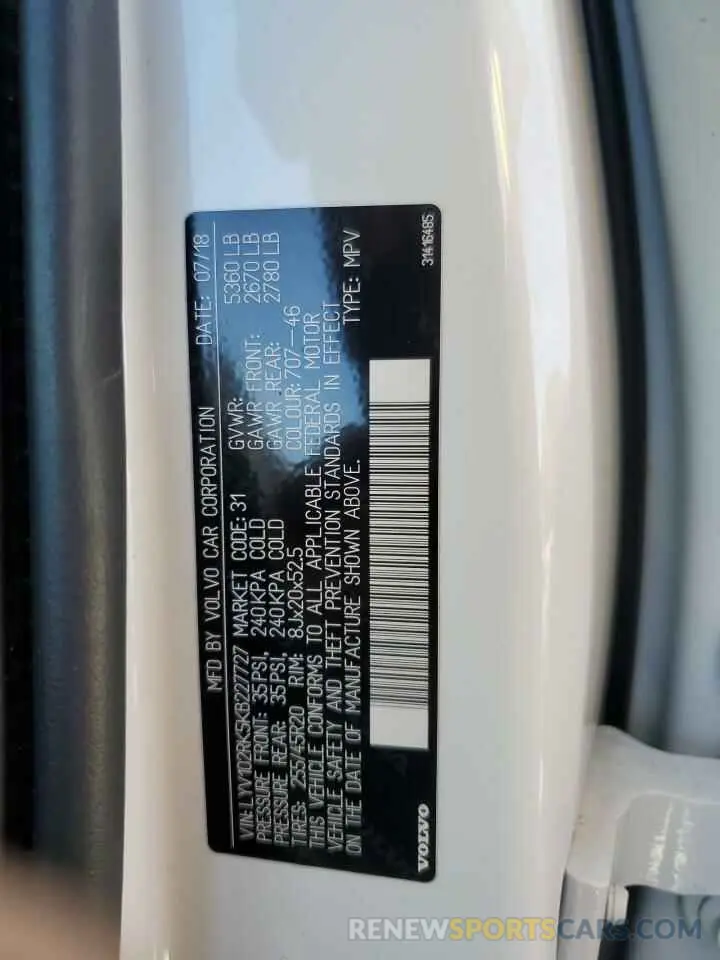 MFD BY VOLVO CAR CORPORATION DATE: 07/18
VIN: LYV102RK5KB227727 MARKET CODE: 31 GVWR: 5360 LB
PRESSURE FRONT: 35PSI, 240KPA COLD GAWR FRONT: 2670 LB
PRESSURE REAR: 35PSI, 240KPA COLD GAWR REAR: 2780 LB
TIRES: 255/45R20 RIM: 8Jx20x52.5 COLOUR: 707-46
THIS VEHICLE CONFORMS TO ALL APPLICABLE FEDERAL MOTOR
VEHICLE SAFETY AND THEFT PREVENTION STANDARDS IN EFFECT
ON THE DATE OF MANUFACTURE SHOWN ABOVE. TYPE: MPV
VOLVO 31416485
RENEWSPORTSCARS.COM